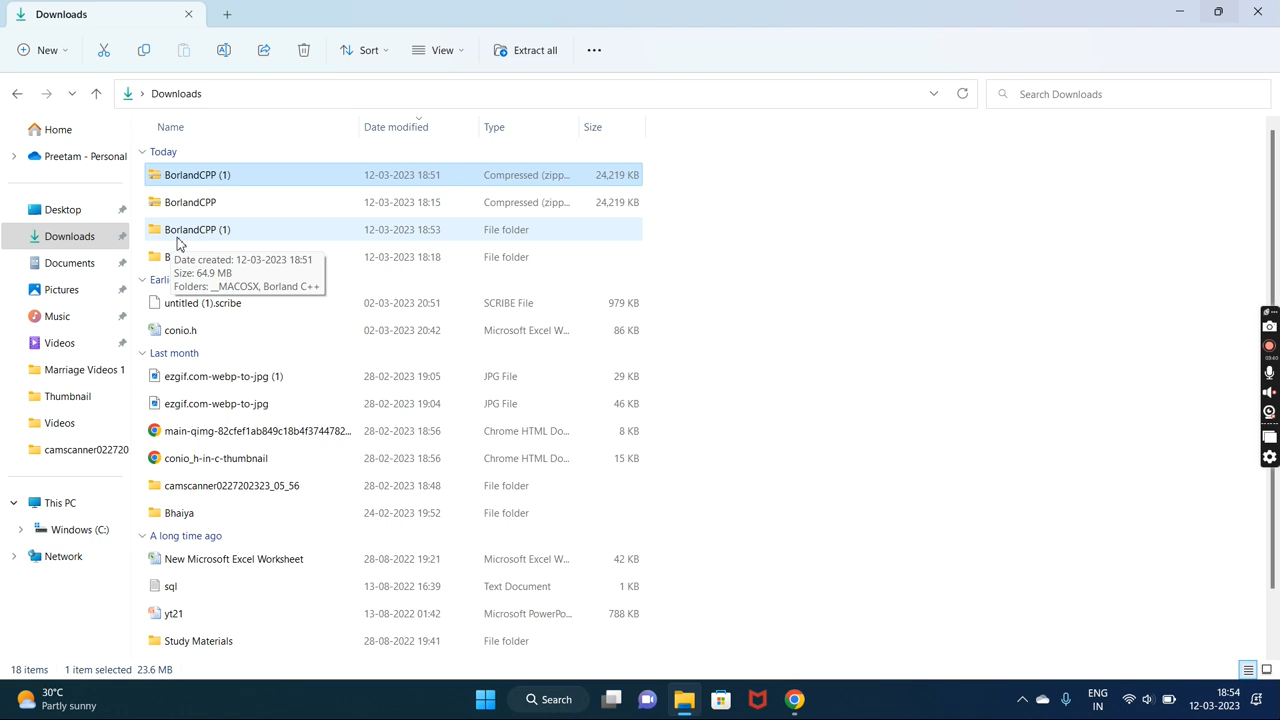 Downloads
New
Sort
View
Extract all
Downloads
Search Downloads
Name Date modified Type Size
Home
Preetam - Personal
Desktop
Downloads
Documents
Pictures
Music
Videos
Marriage Videos 1
Thumbnail
Videos
camscanner022720
This PC
Windows (C:)
Network
Today
BorlandCPP (1) 12-03-2023 18:51 Compressed (zipp... 24,219 KB
BorlandCPP 12-03-2023 18:15 Compressed (zipp... 24,219 KB
BorlandCPP (1) 12-03-2023 18:53 File folder
B 12-03-2023 18:18 File folder
Date created: 12-03-2023 18:51
Size: 64.9 MB
Folders: __MACOSX, Borland C++
Earli
untitled (1).scribe 02-03-2023 20:51 SCRIBE File 979 KB
conio.h 02-03-2023 20:42 Microsoft Excel W... 86 KB
Last month
ezgif.com-webp-to-jpg (1) 28-02-2023 19:05 JPG File 29 KB
ezgif.com-webp-to-jpg 28-02-2023 19:04 JPG File 46 KB
main-qimg-82cfef1ab849c18b4f3744782... 28-02-2023 18:56 Chrome HTML Do... 8 KB
conio_h-in-c-thumbnail 28-02-2023 18:56 Chrome HTML Do... 15 KB
camscanner0227202323_05_56 28-02-2023 18:48 File folder
Bhaiya 24-02-2023 19:52 File folder
A long time ago
New Microsoft Excel Worksheet 28-08-2022 19:21 Microsoft Excel W... 42 KB
sql 13-08-2022 16:39 Text Document 1 KB
yt21 13-08-2022 01:42 Microsoft PowerPo... 788 KB
Study Materials 28-08-2022 19:41 File folder
18 items 1 item selected 23.6 MB
30°C
Partly sunny
Search
ENG
IN
18:54
12-03-2023